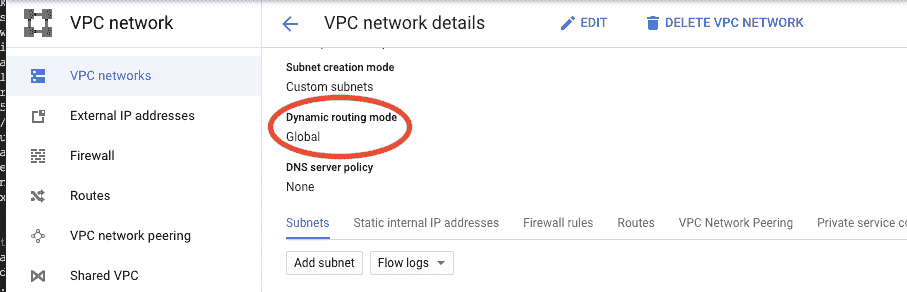 VPC network
VPC network details
EDIT
DELETE VPC NETWORK
VPC networks
External IP addresses
Firewall
Routes
VPC network peering
Shared VPC
Subnet creation mode
Custom subnets
Dynamic routing mode
Global
DNS server policy
None
Subnets
Static internal IP addresses
Firewall rules
Routes
VPC Network Peering
Private service
Add subnet
Flow logs